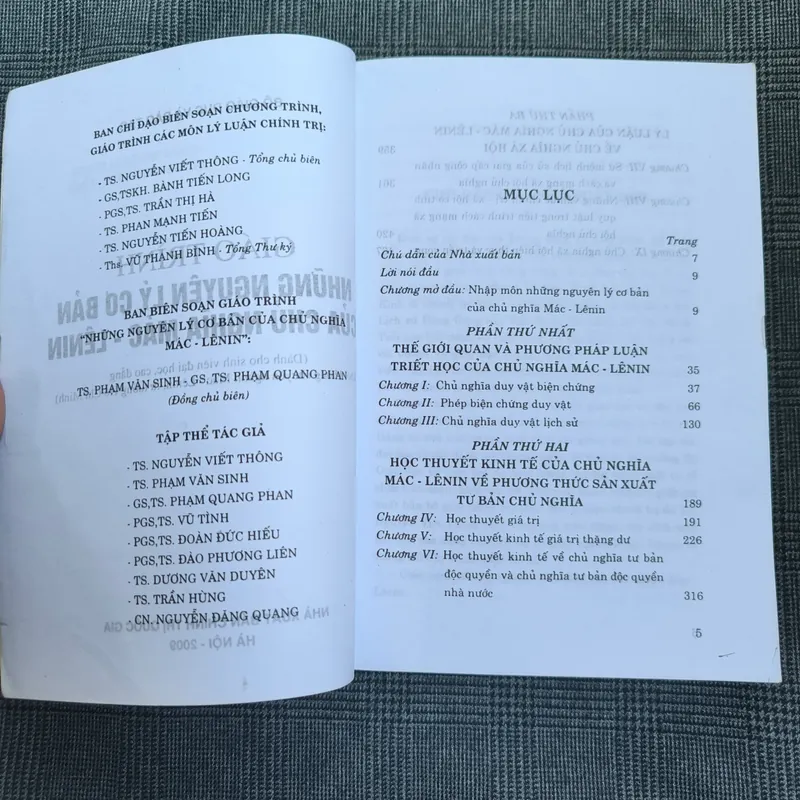 BAN CHỈ ĐẠO BIÊN SOẠN CHƯƠNG TRÌNH,
GIÁO TRÌNH CÁC MÔN LÝ LUẬN CHÍNH TRỊ:
- TS. NGUYỄN VIẾT THÔNG - Tổng chủ biên
- GS,TSKH. BÀNH TIẾN LONG
- PGS,TS. TRẦN THỊ HÀ
- TS. PHAN MẠNH TIẾN
- TS. NGUYỄN TIẾN HOÀNG
- Ths. VŨ THANH BÌNH - Tổng Thư ký
BAN BIÊN SOẠN GIÁO TRÌNH
"NHỮNG NGUYÊN LÝ CƠ BẢN CỦA CHỦ NGHĨA
MÁC - LÊNIN":
TS. PHẠM VĂN SINH - GS, TS. PHẠM QUANG PHAN
(Đồng chủ biên)
TẬP THỂ TÁC GIẢ
- TS. NGUYỄN VIẾT THÔNG
- TS. PHẠM VĂN SINH
- GS,TS. PHẠM QUANG PHAN
- PGS,TS. VŨ TÌNH
- PGS,TS. ĐOÀN ĐỨC HIẾU
- PGS,TS. ĐÀO PHƯƠNG LIÊN
- TS. DƯƠNG VĂN DUYÊN
- TS. TRẦN HÙNG
- CN. NGUYỄN ĐĂNG QUANG
MỤC LỤC
Trang
Chú dẫn của Nhà xuất bản 7
Lời nói đầu 9
Chương mở đầu: Nhập môn những nguyên lý cơ bản
của chủ nghĩa Mác - Lênin 9
PHẦN THỨ NHẤT
THẾ GIỚI QUAN VÀ PHƯƠNG PHÁP LUẬN
TRIẾT HỌC CỦA CHỦ NGHĨA MÁC - LÊNIN 35
Chương I: Chủ nghĩa duy vật biện chứng 37
Chương II: Phép biện chứng duy vật 66
Chương III: Chủ nghĩa duy vật lịch sử 130
PHẦN THỨ HAI
HỌC THUYẾT KINH TẾ CỦA CHỦ NGHĨA
MÁC - LÊNIN VỀ PHƯƠNG THỨC SẢN XUẤT
TƯ BẢN CHỦ NGHĨA 189
Chương IV: Học thuyết giá trị 191
Chương V: Học thuyết kinh tế giá trị thặng dư 226
Chương VI: Học thuyết kinh tế về chủ nghĩa tư bản
độc quyền và chủ nghĩa tư bản độc quyền
nhà nước 316
5